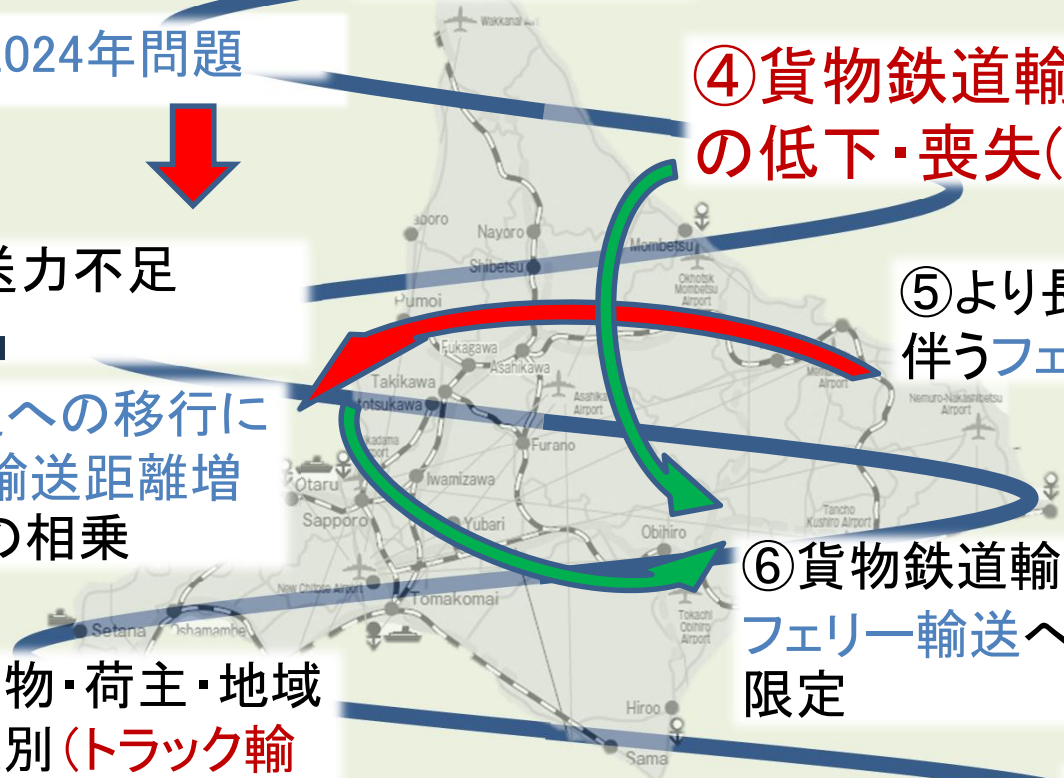 2024年問題
④貨物鉄道輸
の低下・喪失(
送力不足
⑤より長
伴うフェ
への移行に
輸送距離増
の相乗
⑥貨物鉄道輸
フェリー輸送へ
限定
物・荷主・地域
別(トラック輸
Wakkanai
Nayoro
Shibetsu
Mombetsu
Okhotsk
Mombetsu
Airport
Fukagawa
Asahikawa
Takikawa
totsukawa
Airport
Furano
Airport
Nemuro-Nakashibetsu
Airport
Otaru
Iwamizawa
Sapporo
Yubari
Tancho
Kushiro Airport
Obihiro
New Chitose Airport
Tomakomai
Tokachi
Obihiro
Airport
Setana
Oshamambe
Hiroo
Sama